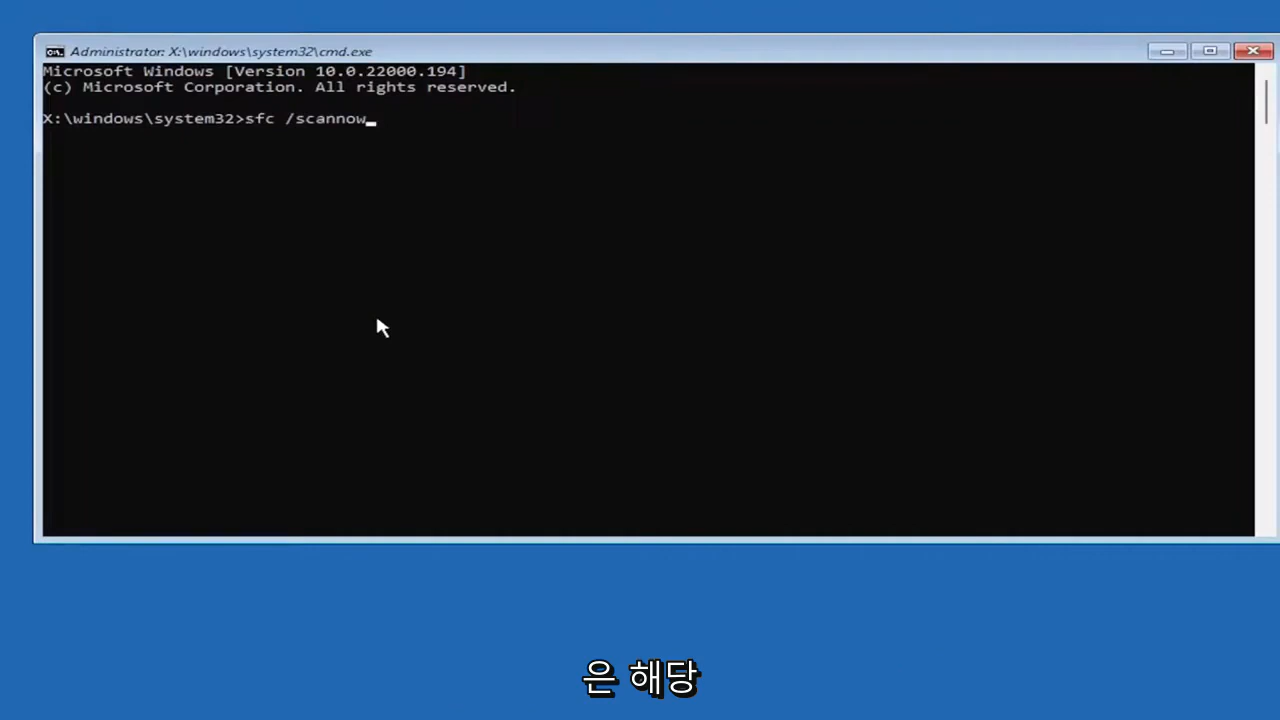 Administrator: X:\windows\system32\cmd.exe
Microsoft Windows [Version 10.0.22000.194]
(c) Microsoft Corporation. All rights reserved.
X:\windows\system32>sfc /scannow
은 해당